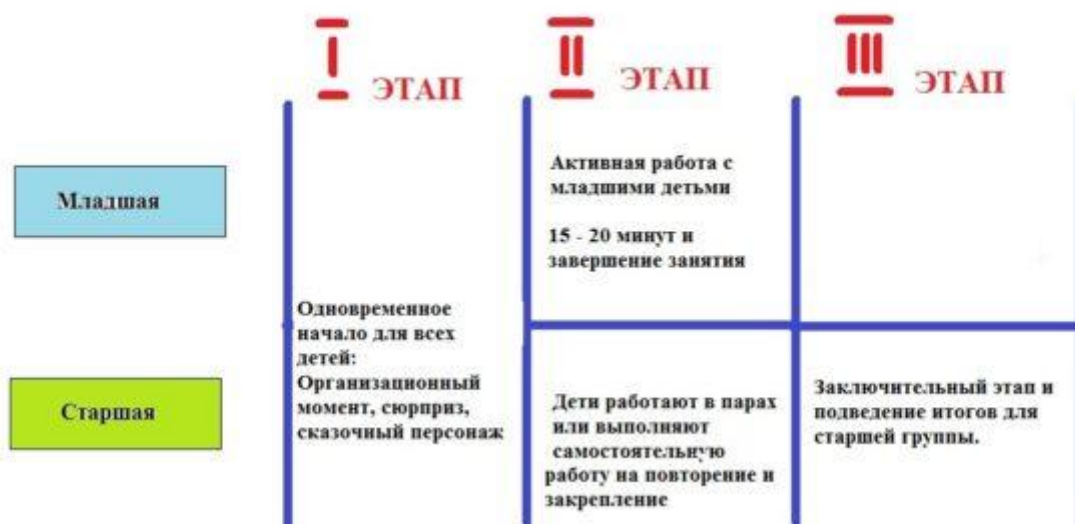 I ЭТАП
II ЭТАП
III ЭТАП
Младшая
Активная работа с
младшими детьми
15 - 20 минут и
завершение занятия
Старшая
Одновременное
начало для всех
детей:
Организационный
момент, сюрприз,
сказочный персонаж
Дети работают в парах
или выполняют
самостоятельную
работу на повторение и
закрепление
Заключительный этап и
подведение итогов для
старшей группы.